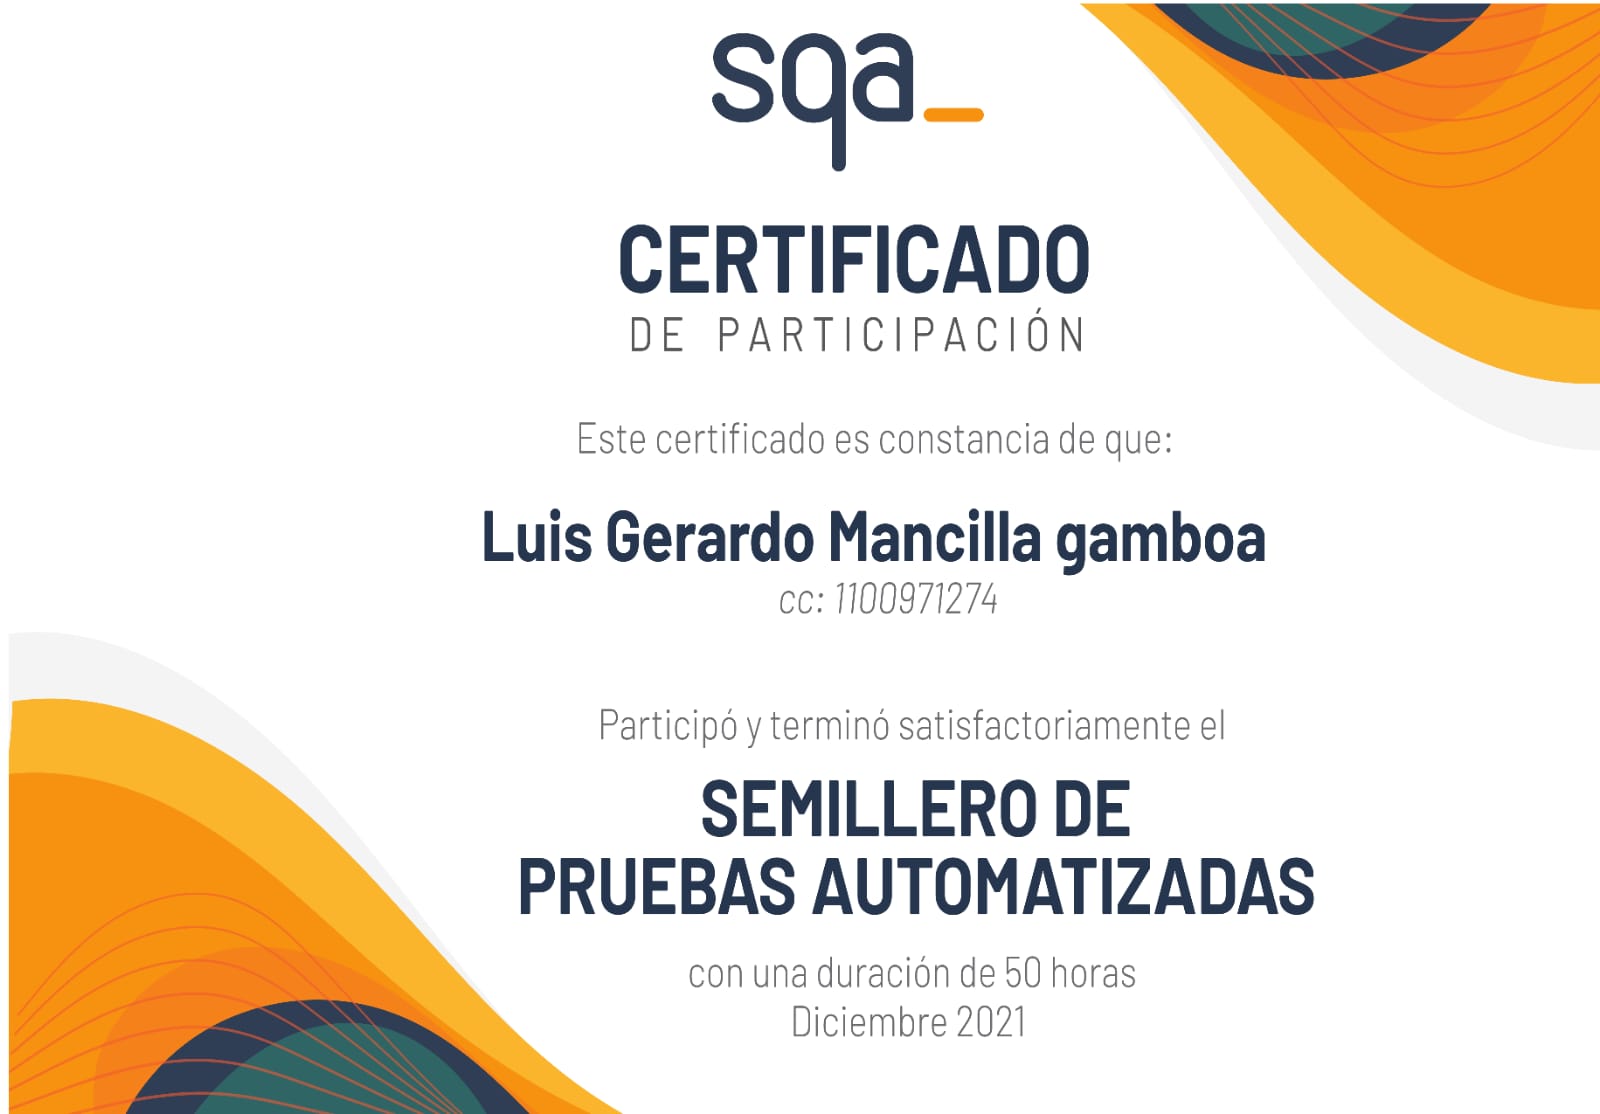 sqa_
CERTIFICADO
DE PARTICIPACIÓN
Este certificado es constancia de que:
Luis Gerardo Mancilla gamboa
cc: 1100971274
Participó y terminó satisfactoriamente el
SEMILLERO DE
PRUEBAS AUTOMATIZADAS
con una duración de 50 horas
Diciembre 2021